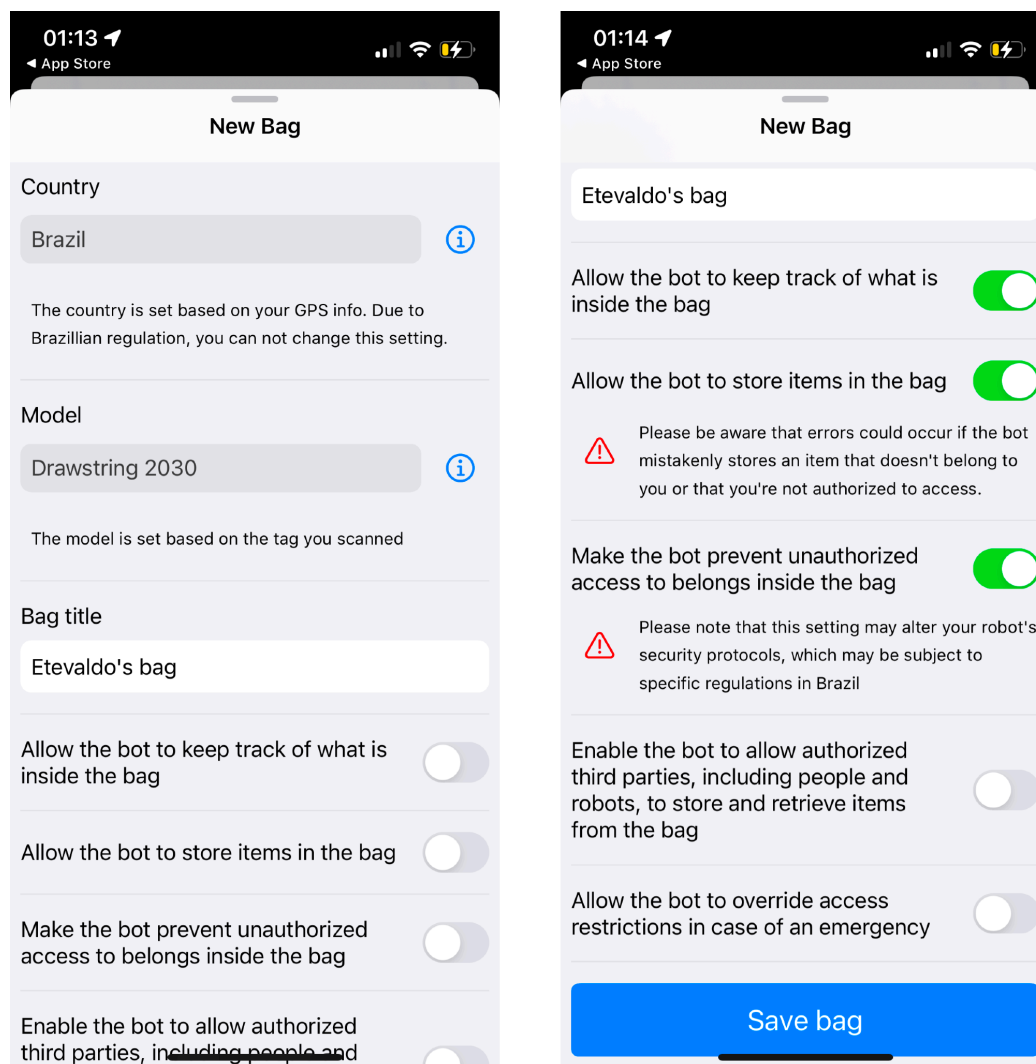 01:13
◀ App Store
New Bag
Country
Brazil
The country is set based on your GPS info. Due to
Brazillian regulation, you can not change this setting.
Model
Drawstring 2030
The model is set based on the tag you scanned
Bag title
Etevaldo's bag
Allow the bot to keep track of what is
inside the bag
Allow the bot to store items in the bag
Make the bot prevent unauthorized
access to belongs inside the bag
Enable the bot to allow authorized
third parties, including people and
01:14
◀ App Store
New Bag
Etevaldo's bag
Allow the bot to keep track of what is
inside the bag
Allow the bot to store items in the bag
Please be aware that errors could occur if the bot
mistakenly stores an item that doesn't belong to
you or that you're not authorized to access.
Make the bot prevent unauthorized
access to belongs inside the bag
Please note that this setting may alter your robot's
security protocols, which may be subject to
specific regulations in Brazil
Enable the bot to allow authorized
third parties, including people and
robots, to store and retrieve items
from the bag
Allow the bot to override access
restrictions in case of an emergency
Save bag